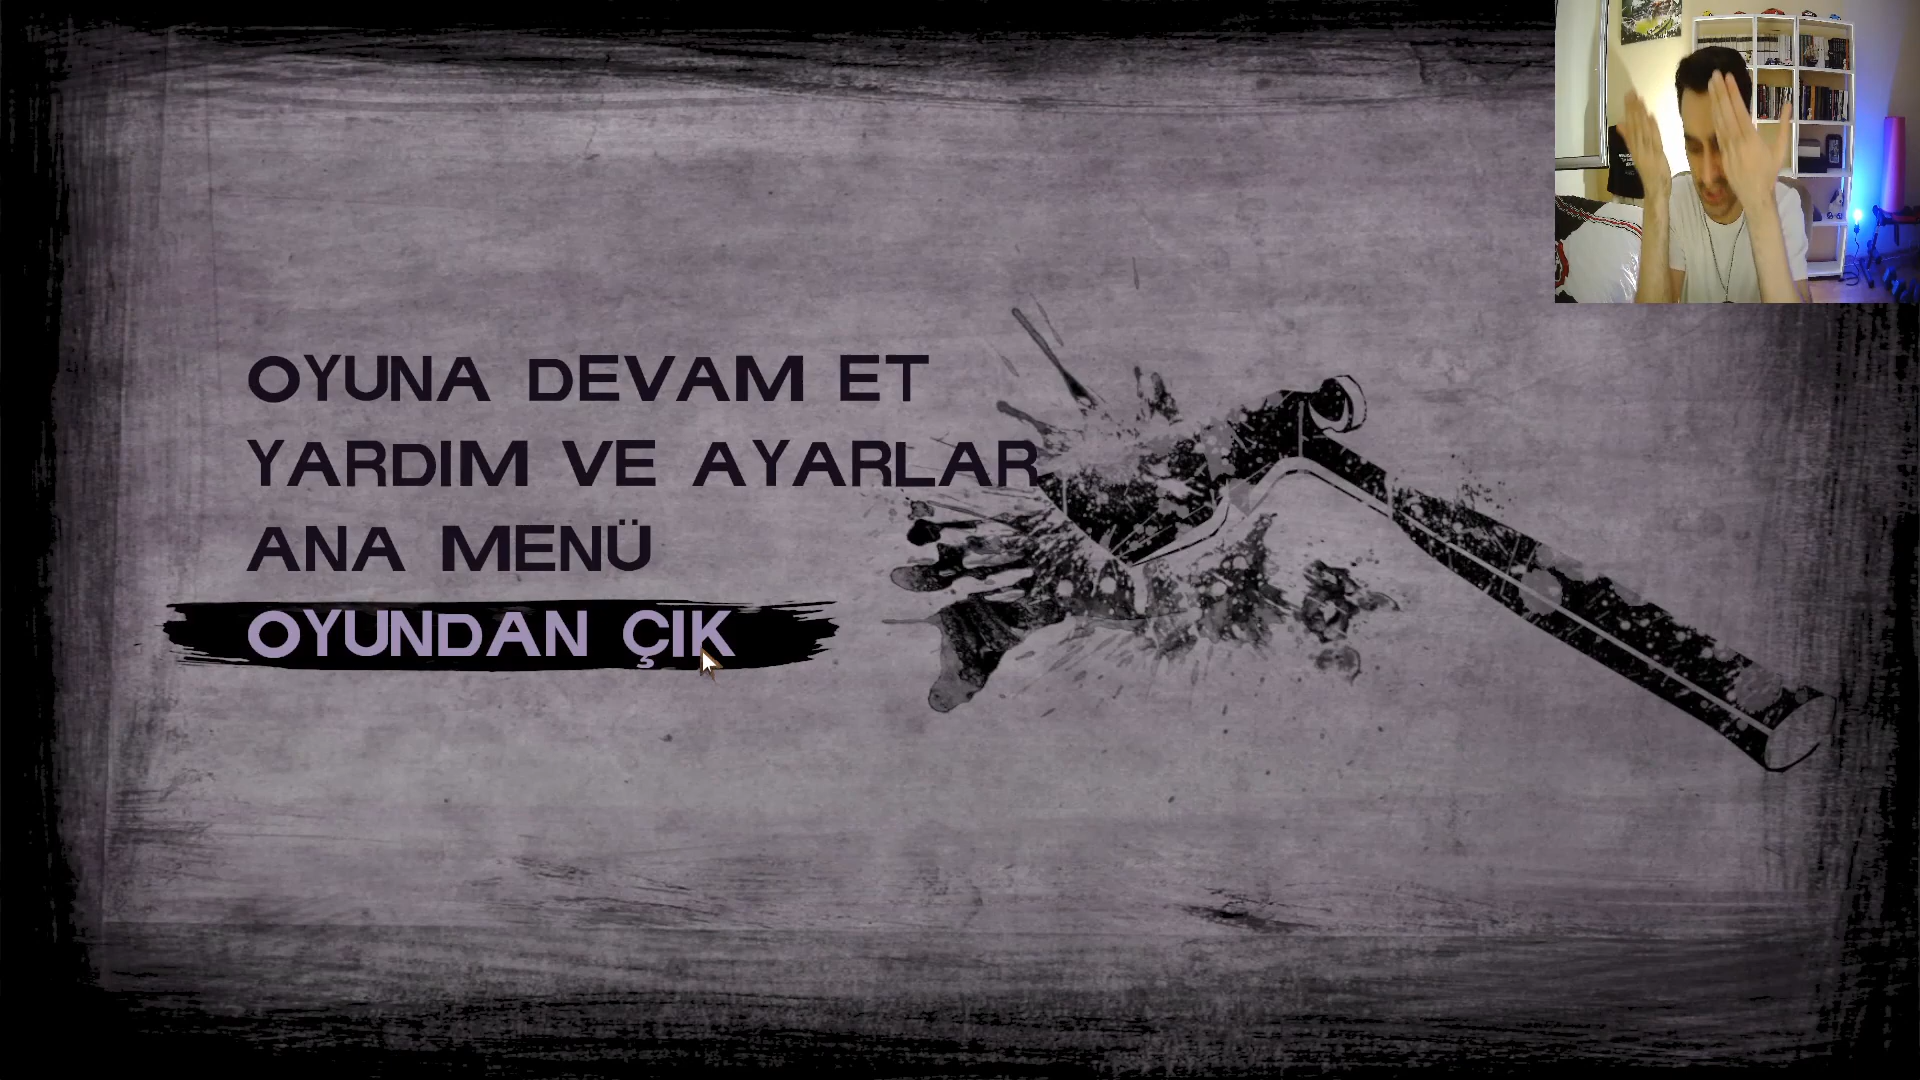 OYUNA DEVAM ET
YARDIM VE AYARLAR
ANA MENÜ
OYUNDAN ÇIK